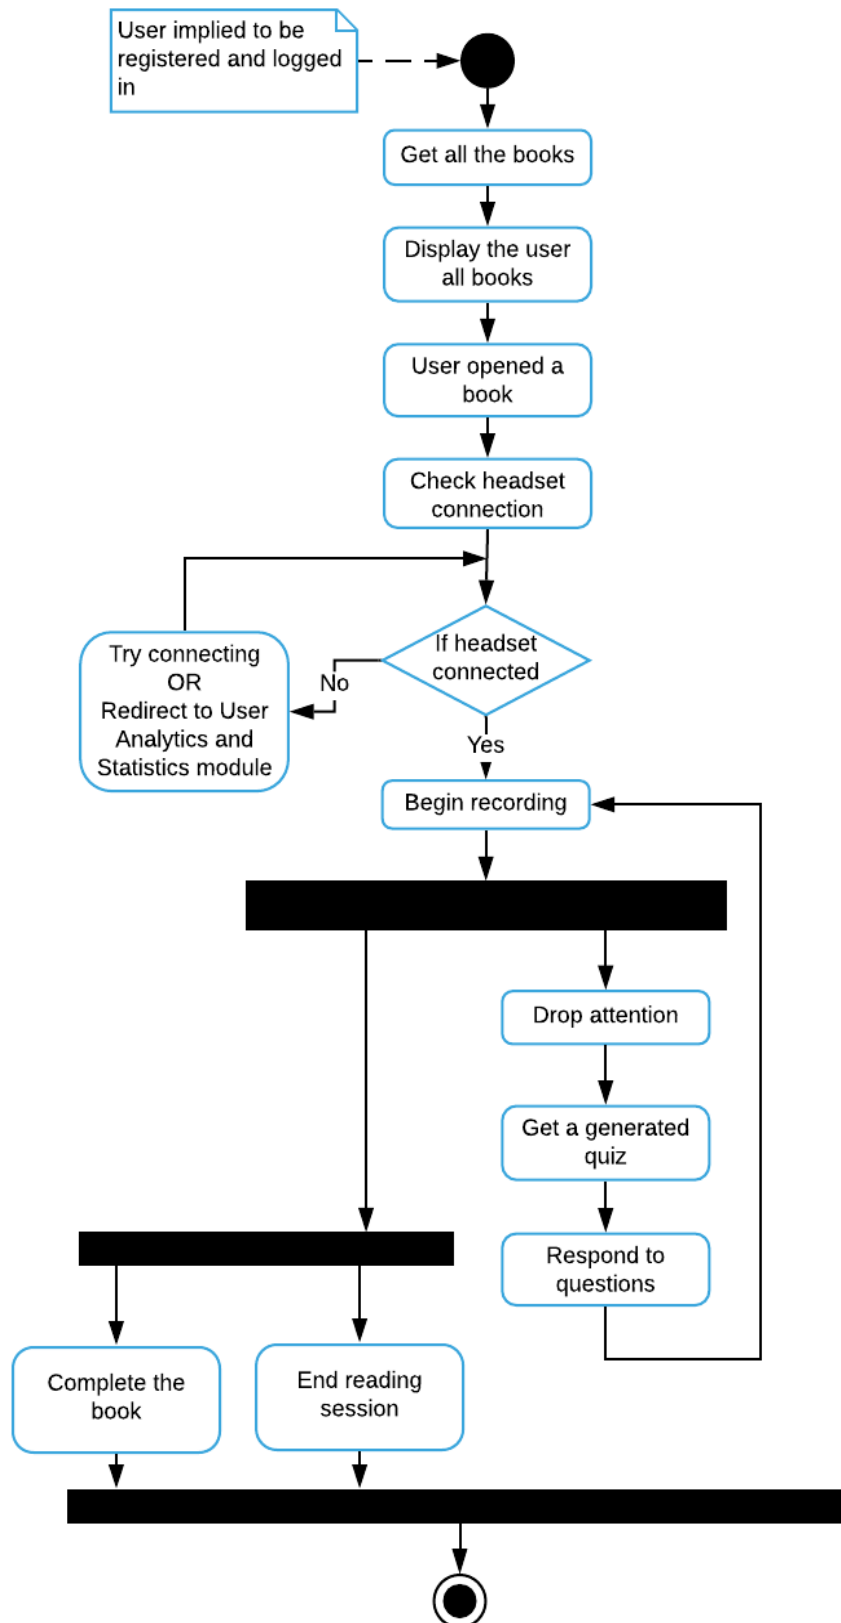 User implied to be
registered and logged
in
Get all the books
Display the user
all books
User opened a
book
Check headset
connection
If headset
connected
No
Try connecting
OR
Redirect to User
Analytics and
Statistics module
Yes
Begin recording
Drop attention
Get a generated
quiz
Respond to
questions
Complete the
book
End reading
session